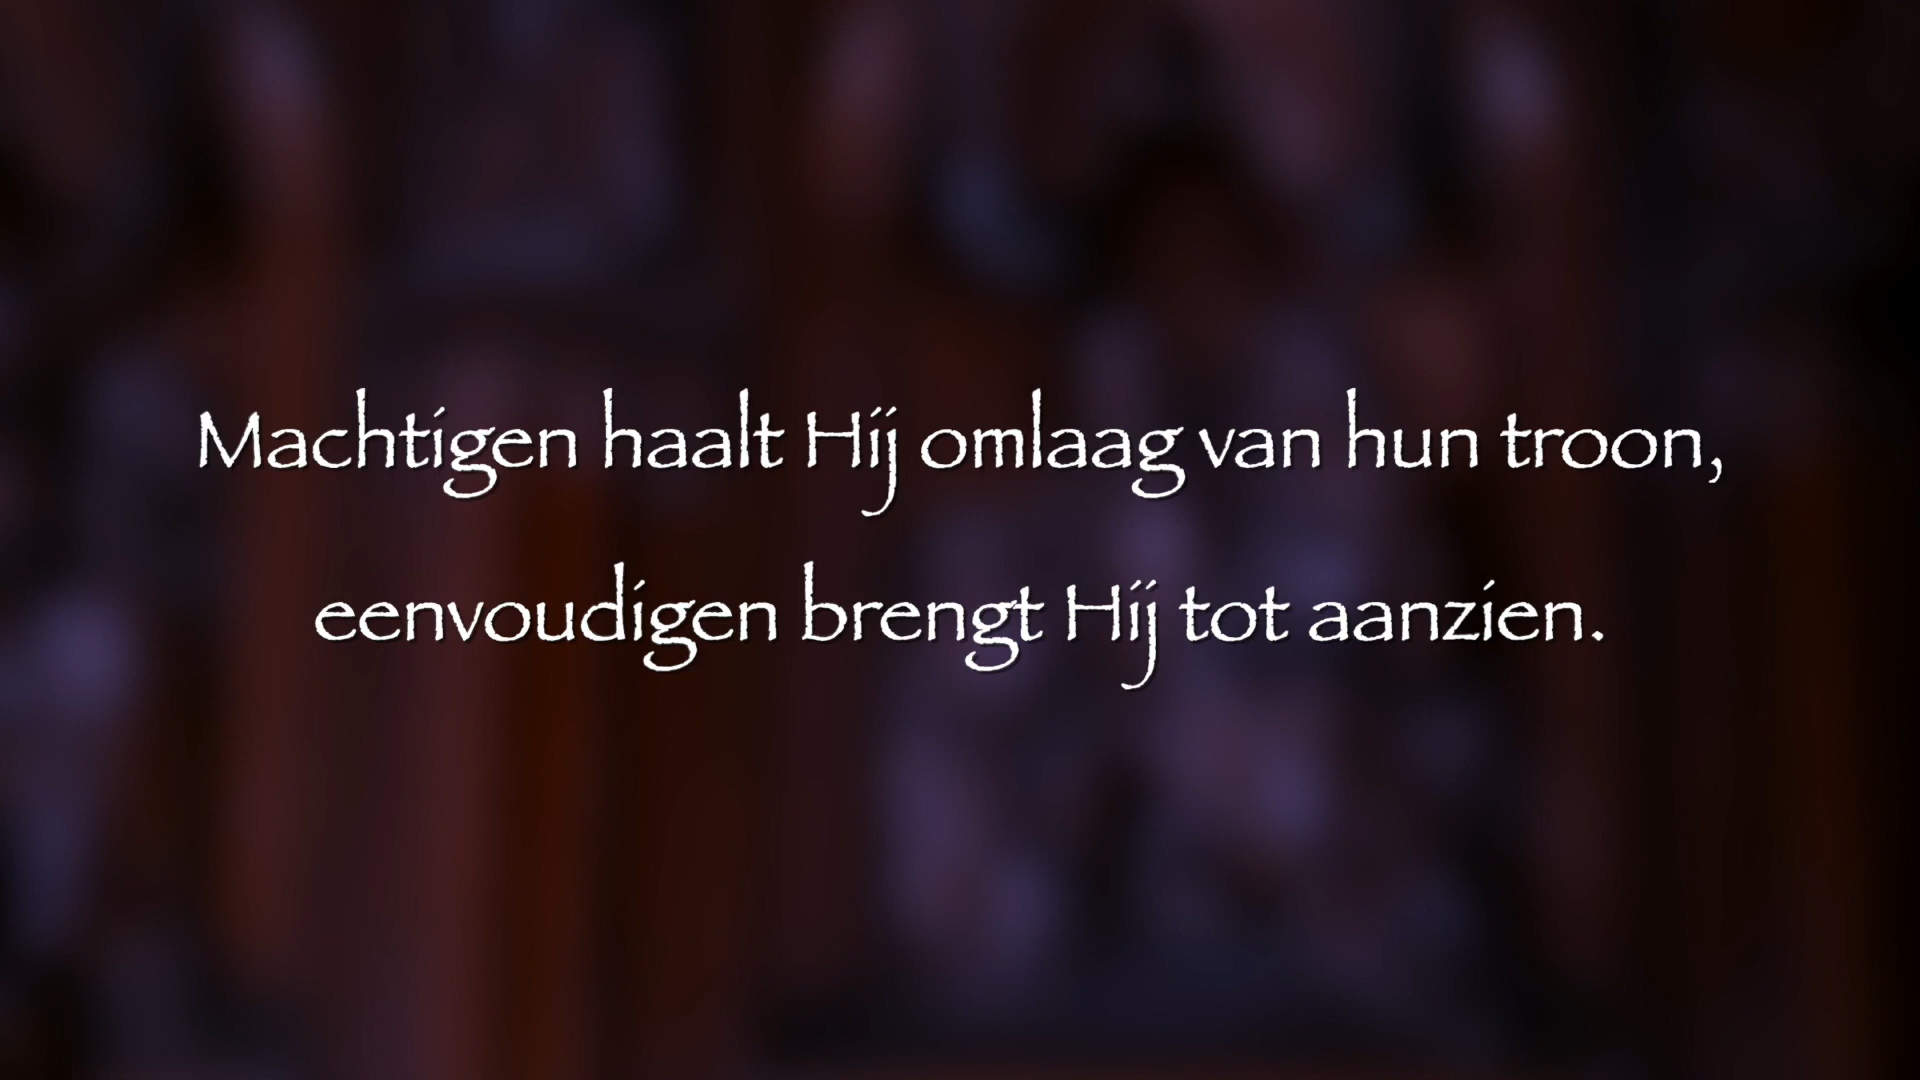 Machtigen haalt Hij omlaag van hun troon,
eenvoudigen brengt Hij tot aanzien.